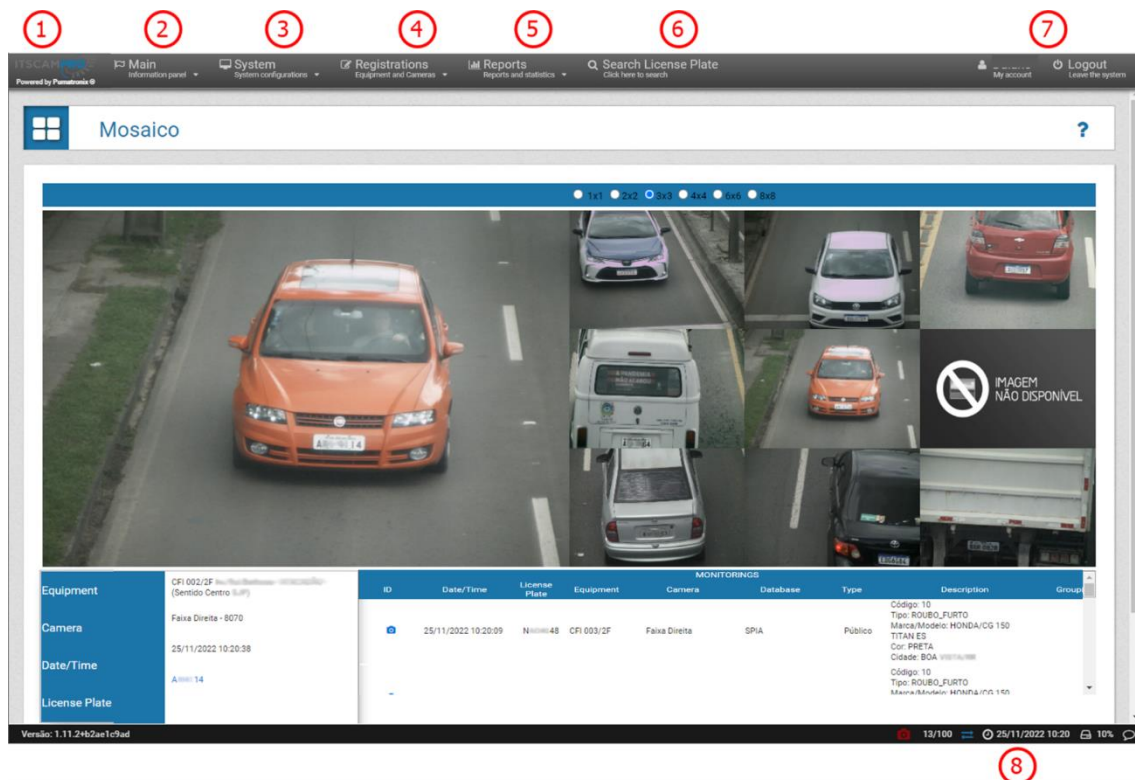 1 2 3 4 5 6 7
ITSCAMPRO
Powered by Pumatronix ®
Main
Information panel
System
System configurations
Registrations
Equipment and Cameras
Reports
Reports and statistics
Search License Plate
Click here to search
My account
Logout
Leave the system
Mosaico
?
1x1 2x2 3x3 4x4 6x6 8x8
IMAGEM
NÃO DISPONÍVEL
Equipment
CFI 002/2F
(Sentido Centro
Camera
Faixa Direita - 8070
Date/Time
25/11/2022 10:20:38
License Plate
A 14
MONITORINGS
ID Date/Time License Plate Equipment Camera Database Type Description Group
25/11/2022 10:20:09 N 48 CFI 003/2F Faixa Direita SPIA Público
Código: 10
Tipo: ROUBO_FURTO
Marca/Modelo: HONDA/CG 150
TITAN ES
Cor: PRETA
Cidade: BOA
Código: 10
Tipo: ROUBO_FURTO
Marca/Modelo: HONDA/CG 150
Versão: 1.11.2+b2ae1c9ad
13/100 25/11/2022 10:20 10%
8